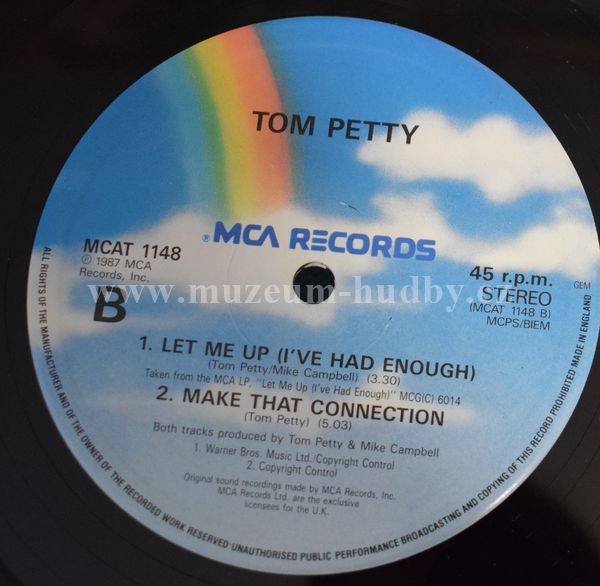 TOM PETTY
® MCA RECORDS
MCAT 1148
℗ 1987 MCA
Records, Inc.
B
45 r.p.m.
STEREO
(MCAT 1148 B)
MCPS/BIEM
GEM
www.muzeum-hudby.cz
1. LET ME UP (I'VE HAD ENOUGH)
(Tom Petty/Mike Campbell) (3.30)
Taken from the MCA LP, "Let Me Up (I've Had Enough)" MCG(C) 6014
2. MAKE THAT CONNECTION
(Tom Petty) (5.03)
Both tracks produced by Tom Petty & Mike Campbell
1. Warner Bros. Music Ltd./Copyright Control
2. Copyright Control
Original sound recordings made by MCA Records, Inc.
MCA Records Ltd. are the exclusive
licensees for the U.K.
ALL RIGHTS OF THE MANUFACTURER AND OF THE OWNER OF THE RECORDED WORK RESERVED UNAUTHORISED PUBLIC PERFORMANCE BROADCASTING AND COPYING OF THIS RECORD PROHIBITED MADE IN ENGLAND